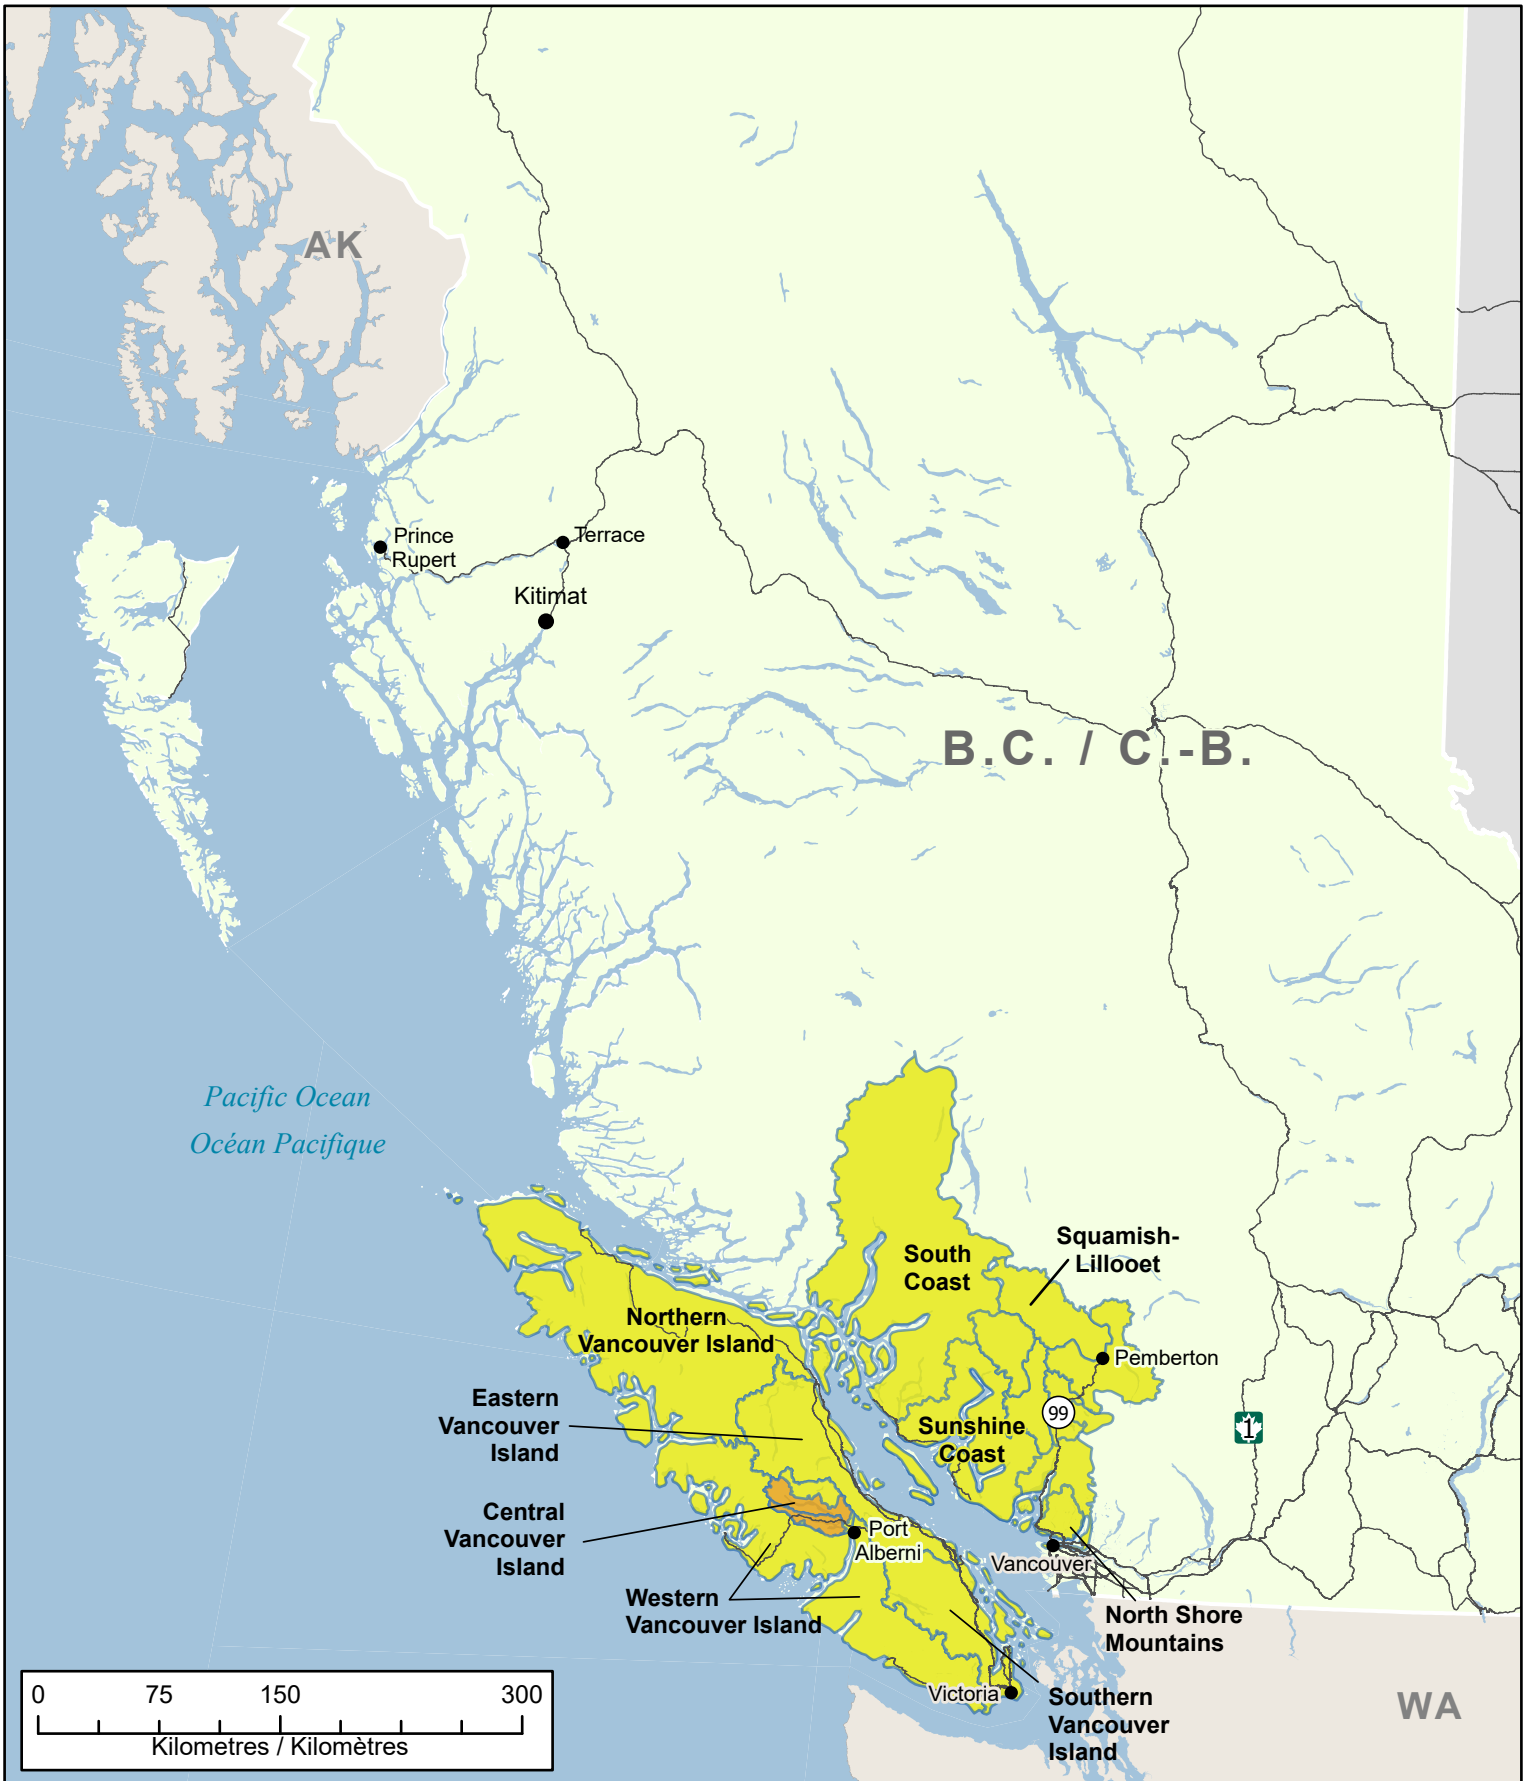 AK
Prince
Rupert
Terrace
Kitimat
B.C. / C.-B.
Pacific Ocean
Océan Pacifique
South
Coast
Squamish-
Lillooet
Northern
Vancouver Island
Pemberton
Eastern
Vancouver
Island
99
Sunshine
Coast
1
Central
Vancouver
Island
Port
Alberni
Vancouver
Western
Vancouver Island
North Shore
Mountains
Victoria
Southern
Vancouver
Island
WA
0 75 150 300
Kilometres / Kilomètres